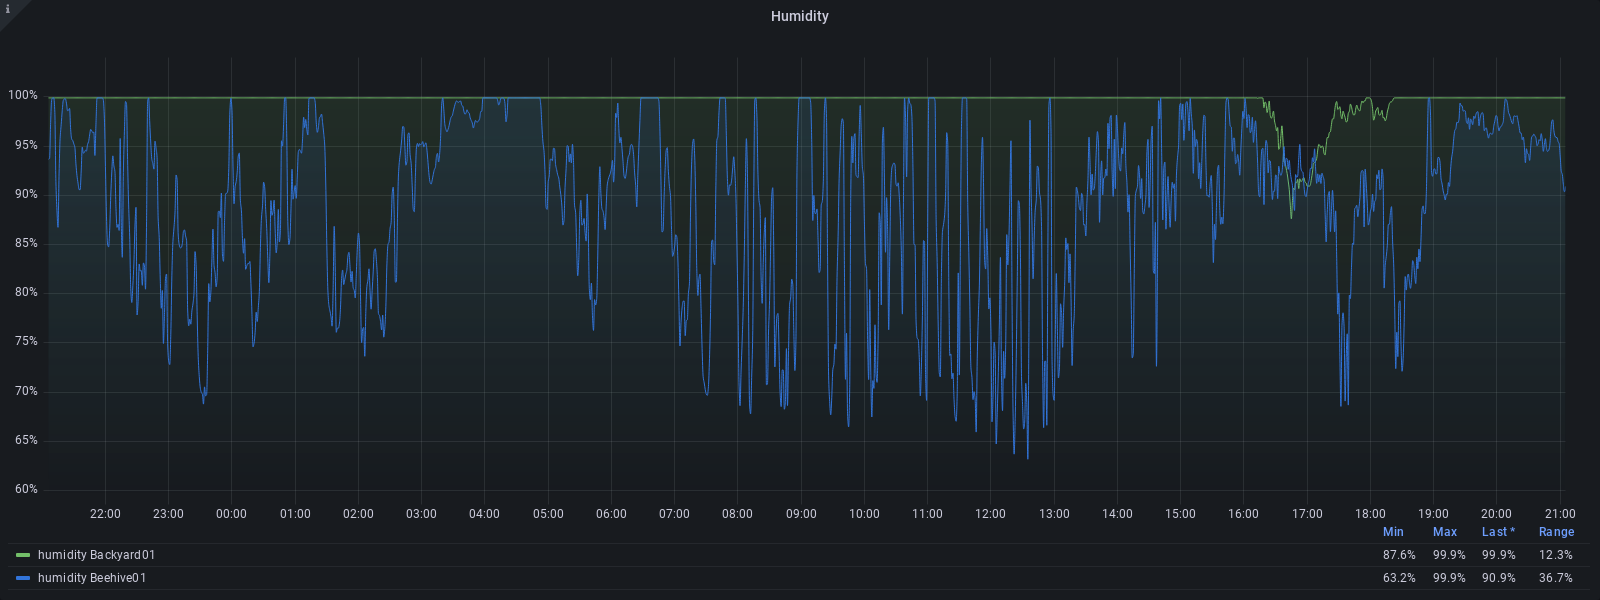 i
Humidity
100%
95%
90%
85%
80%
75%
70%
65%
60%
22:00 23:00 00:00 01:00 02:00 03:00 04:00 05:00 06:00 07:00 08:00 09:00 10:00 11:00 12:00 13:00 14:00 15:00 16:00 17:00 18:00 19:00 20:00 21:00
Min Max Last * Range
humidity Backyard01 87.6% 99.9% 99.9% 12.3%
humidity Beehive01 63.2% 99.9% 90.9% 36.7%